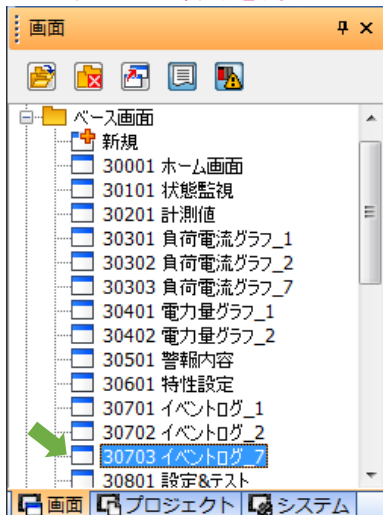 画面
ベース画面
新規
30001 ホーム画面
30101 状態監視
30201 計測値
30301 負荷電流グラフ_1
30302 負荷電流グラフ_2
30303 負荷電流グラフ_7
30401 電力量グラフ_1
30402 電力量グラフ_2
30501 警報内容
30601 特性設定
30701 イベントログ_1
30702 イベントログ_2
30703 イベントログ_7
30801 設定&テスト
画面 プロジェクト システム